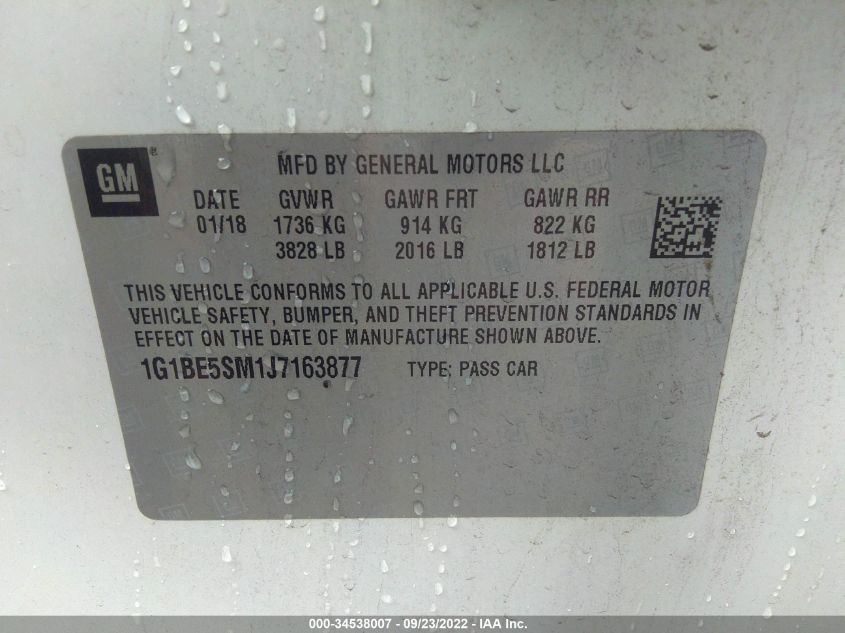 GM ®
MFD BY GENERAL MOTORS LLC
DATE GVWR GAWR FRT GAWR RR
01/18 1736 KG 914 KG 822 KG
3828 LB 2016 LB 1812 LB
THIS VEHICLE CONFORMS TO ALL APPLICABLE U.S. FEDERAL MOTOR
VEHICLE SAFETY, BUMPER, AND THEFT PREVENTION STANDARDS IN
EFFECT ON THE DATE OF MANUFACTURE SHOWN ABOVE.
1G1BE5SM1J7163877 TYPE: PASS CAR
000-34538007 - 09/23/2022 - IAA Inc.